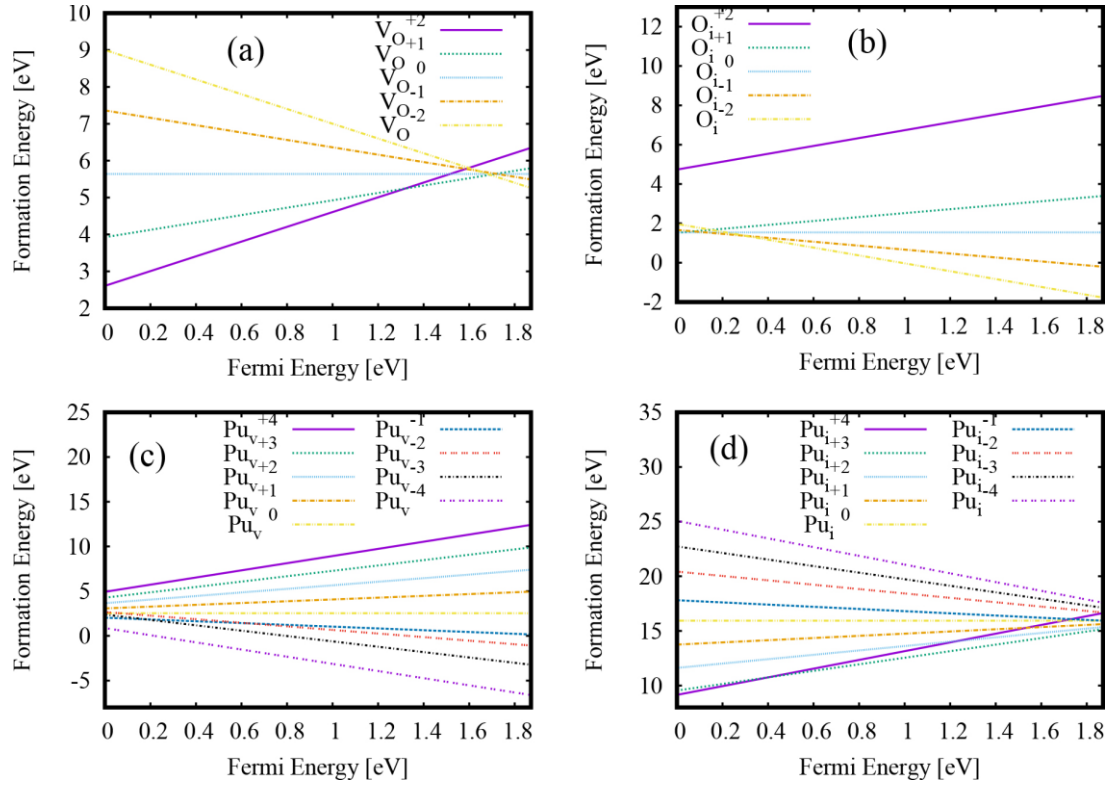 (a)
V_O^+2
V_O^+1
V_O^0
V_O^-1
V_O^-2
10
9
8
7
6
5
4
3
2
Formation Energy [eV]
0 0.2 0.4 0.6 0.8 1 1.2 1.4 1.6 1.8
Fermi Energy [eV]
(b)
O_i^+2
O_i^+1
O_i^0
O_i^-1
O_i^-2
12
10
8
6
4
2
0
-2
Formation Energy [eV]
0 0.2 0.4 0.6 0.8 1 1.2 1.4 1.6 1.8
Fermi Energy [eV]
(c)
Pu_v^+4
Pu_v^+3
Pu_v^+2
Pu_v^+1
Pu_v^0
Pu_v^-1
Pu_v^-2
Pu_v^-3
Pu_v^-4
25
20
15
10
5
0
-5
Formation Energy [eV]
0 0.2 0.4 0.6 0.8 1 1.2 1.4 1.6 1.8
Fermi Energy [eV]
(d)
Pu_i^+4
Pu_i^+3
Pu_i^+2
Pu_i^+1
Pu_i^0
Pu_i^-1
Pu_i^-2
Pu_i^-3
Pu_i^-4
35
30
25
20
15
10
Formation Energy [eV]
0 0.2 0.4 0.6 0.8 1 1.2 1.4 1.6 1.8
Fermi Energy [eV]